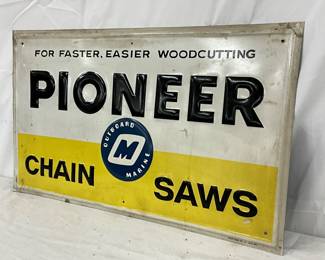 FOR FASTER, EASIER WOODCUTTING
PIONEER
OUTBOARD
M
MARINE
CHAIN SAWS